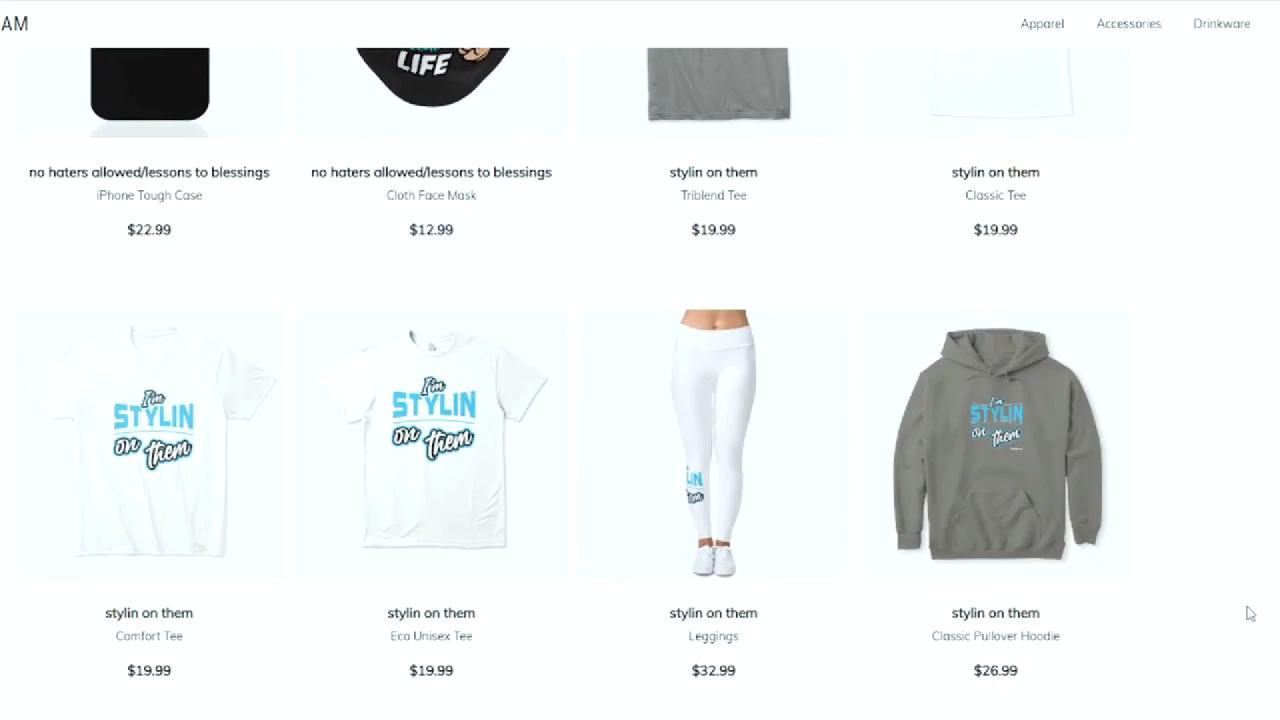 AM
Apparel Accessories Drinkware
LIFE
no haters allowed/lessons to blessings
iPhone Tough Case
$22.99
no haters allowed/lessons to blessings
Cloth Face Mask
$12.99
stylin on them
Triblend Tee
$19.99
stylin on them
Classic Tee
$19.99
I'm
STYLIN
on them
I'm
STYLIN
on them
I'm
STYLIN
on them
stylin on them
Comfort Tee
$19.99
stylin on them
Eco Unisex Tee
$19.99
stylin on them
Leggings
$32.99
stylin on them
Classic Pullover Hoodie
$26.99